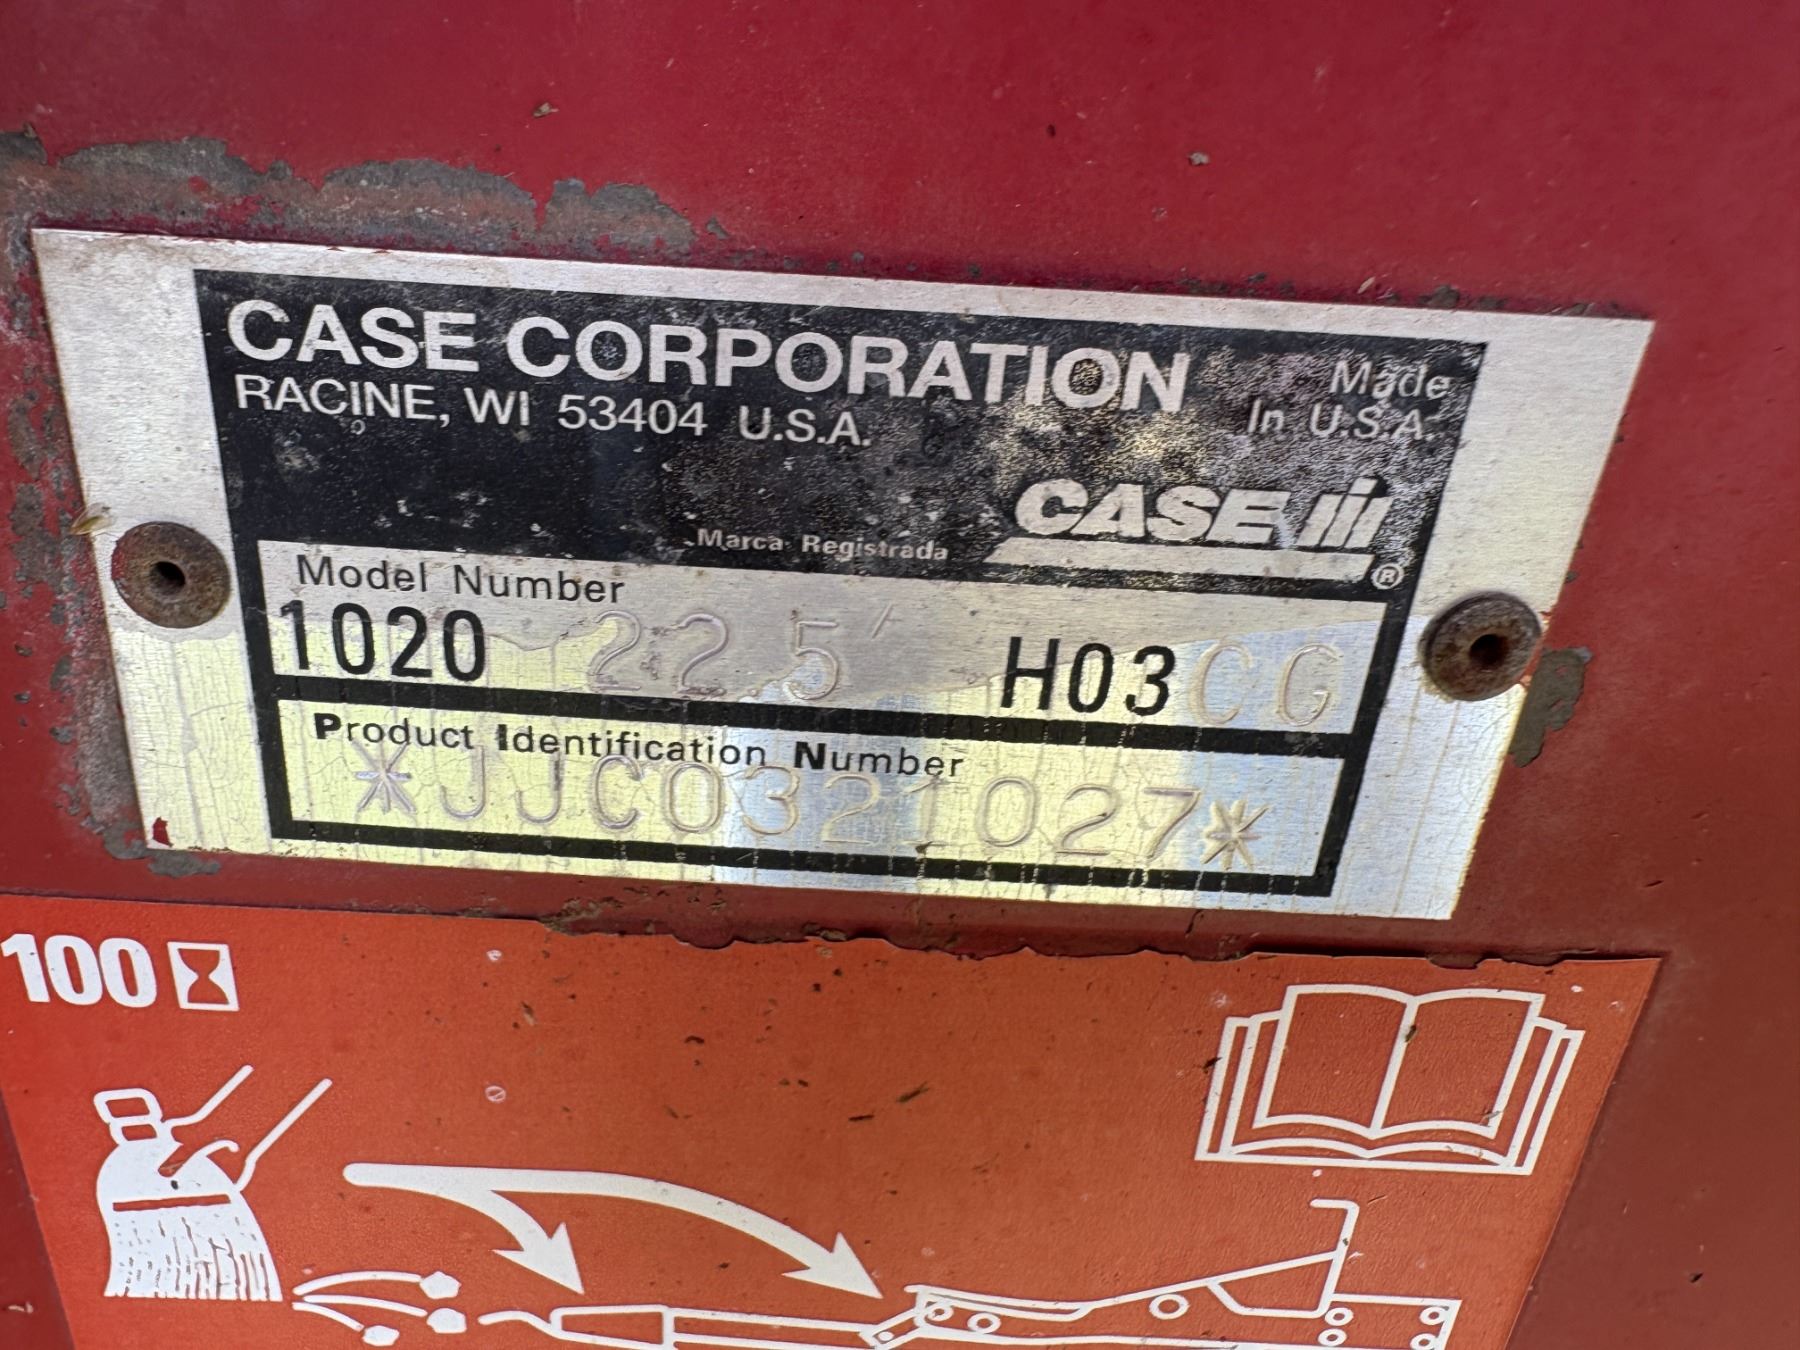 CASE CORPORATION
RACINE, WI 53404 U.S.A.
Made
In U.S.A.
CASE IH
®
Marca Registrada
Model Number
1020 22.5' H03CG
Product Identification Number
*JJC0321027*
100